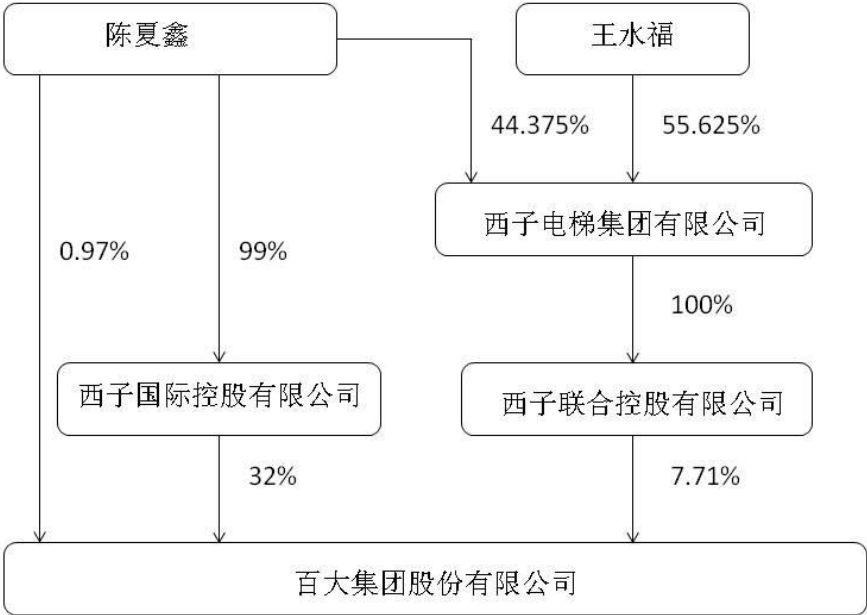 陈夏鑫
王水福
44.375%
55.625%
西子电梯集团有限公司
0.97%
99%
100%
西子国际控股有限公司
西子联合控股有限公司
32%
7.71%
百大集团股份有限公司